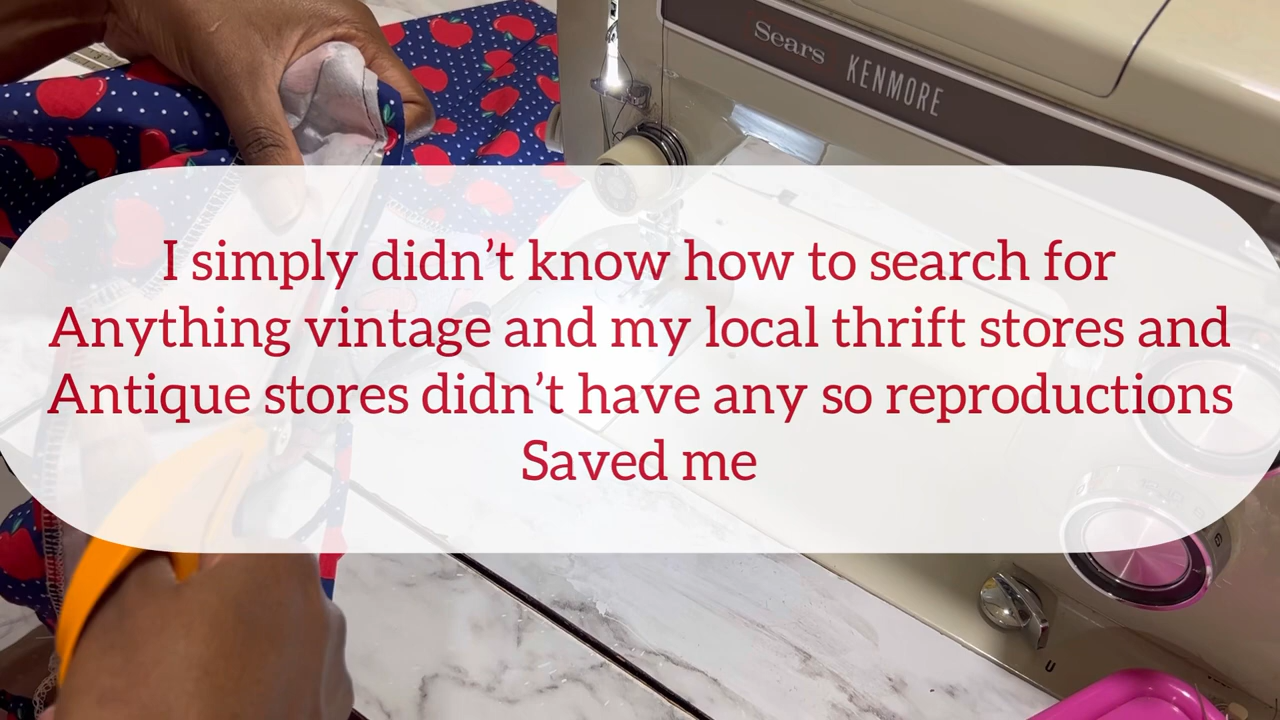 Sears KENMORE
I simply didn’t know how to search for
Anything vintage and my local thrift stores and
Antique stores didn’t have any so reproductions
Saved me
U